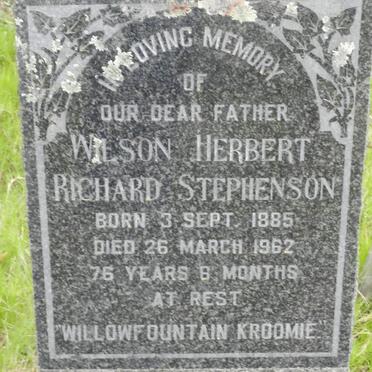 IN LOVING MEMORY
OF
OUR DEAR FATHER
WILSON HERBERT
RICHARD STEPHENSON
BORN 3 SEPT. 1885
DIED 26 MARCH 1962
76 YEARS 6 MONTHS
AT REST
"WILLOWFOUNTAIN KROOMIE."